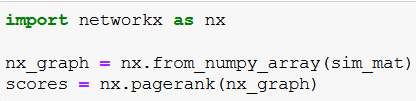 import networkx as nx
nx_graph = nx.from_numpy_array(sim_mat)
scores = nx.pagerank(nx_graph)